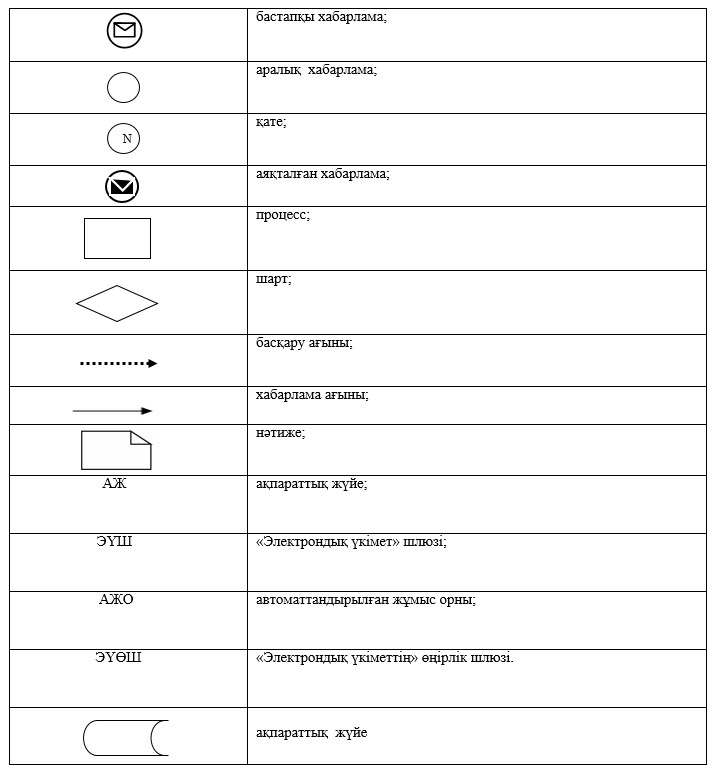 бастапқы хабарлама;
аралық хабарлама;
N қате;
аяқталған хабарлама;
процесс;
шарт;
басқару ағыны;
хабарлама ағыны;
нәтиже;
АЖ ақпараттық жүйе;
ЭҮШ «Электрондық үкімет» шлюзі;
АЖО автоматтандырылған жұмыс орны;
ЭҮӨШ «Электрондық үкіметтің» өңірлік шлюзі.
ақпараттық жүйе